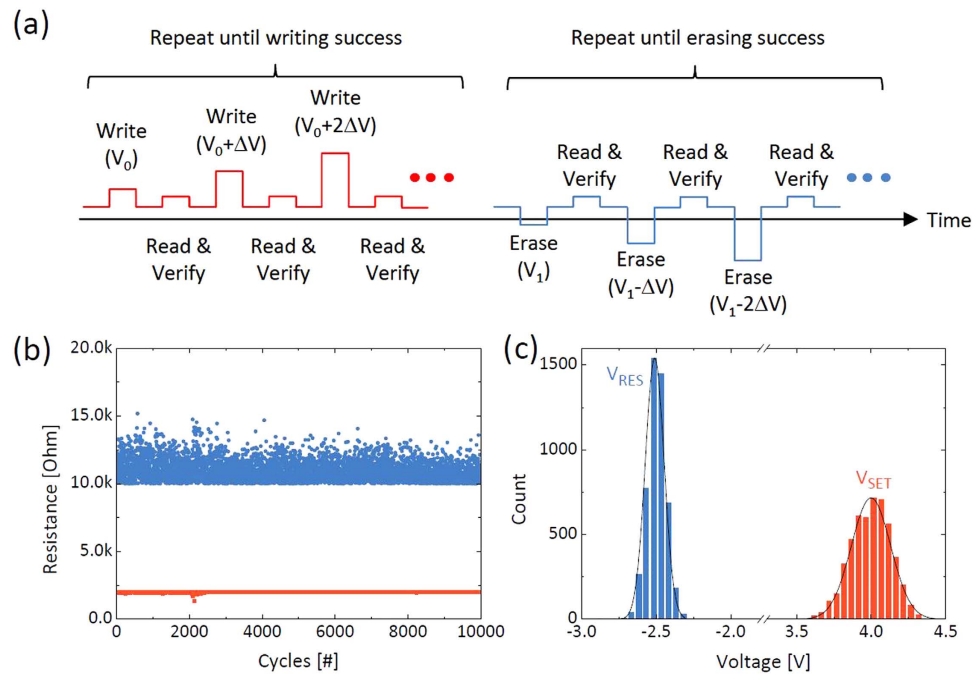 (a)
Repeat until writing success
Repeat until erasing success
Write
(V₀)
Write
(V₀+ΔV)
Write
(V₀+2ΔV)
Read &
Verify
Read &
Verify
Read &
Verify
Read &
Verify
Read &
Verify
Read &
Verify
Erase
(V₁)
Erase
(V₁-ΔV)
Erase
(V₁-2ΔV)
Time
(b)
20.0k
15.0k
10.0k
5.0k
0.0
Resistance [Ohm]
0 2000 4000 6000 8000 10000
Cycles [#]
(c)
1500
1000
500
0
Count
V_RES
V_SET
-3.0 -2.5 -2.0 3.5 4.0 4.5
Voltage [V]